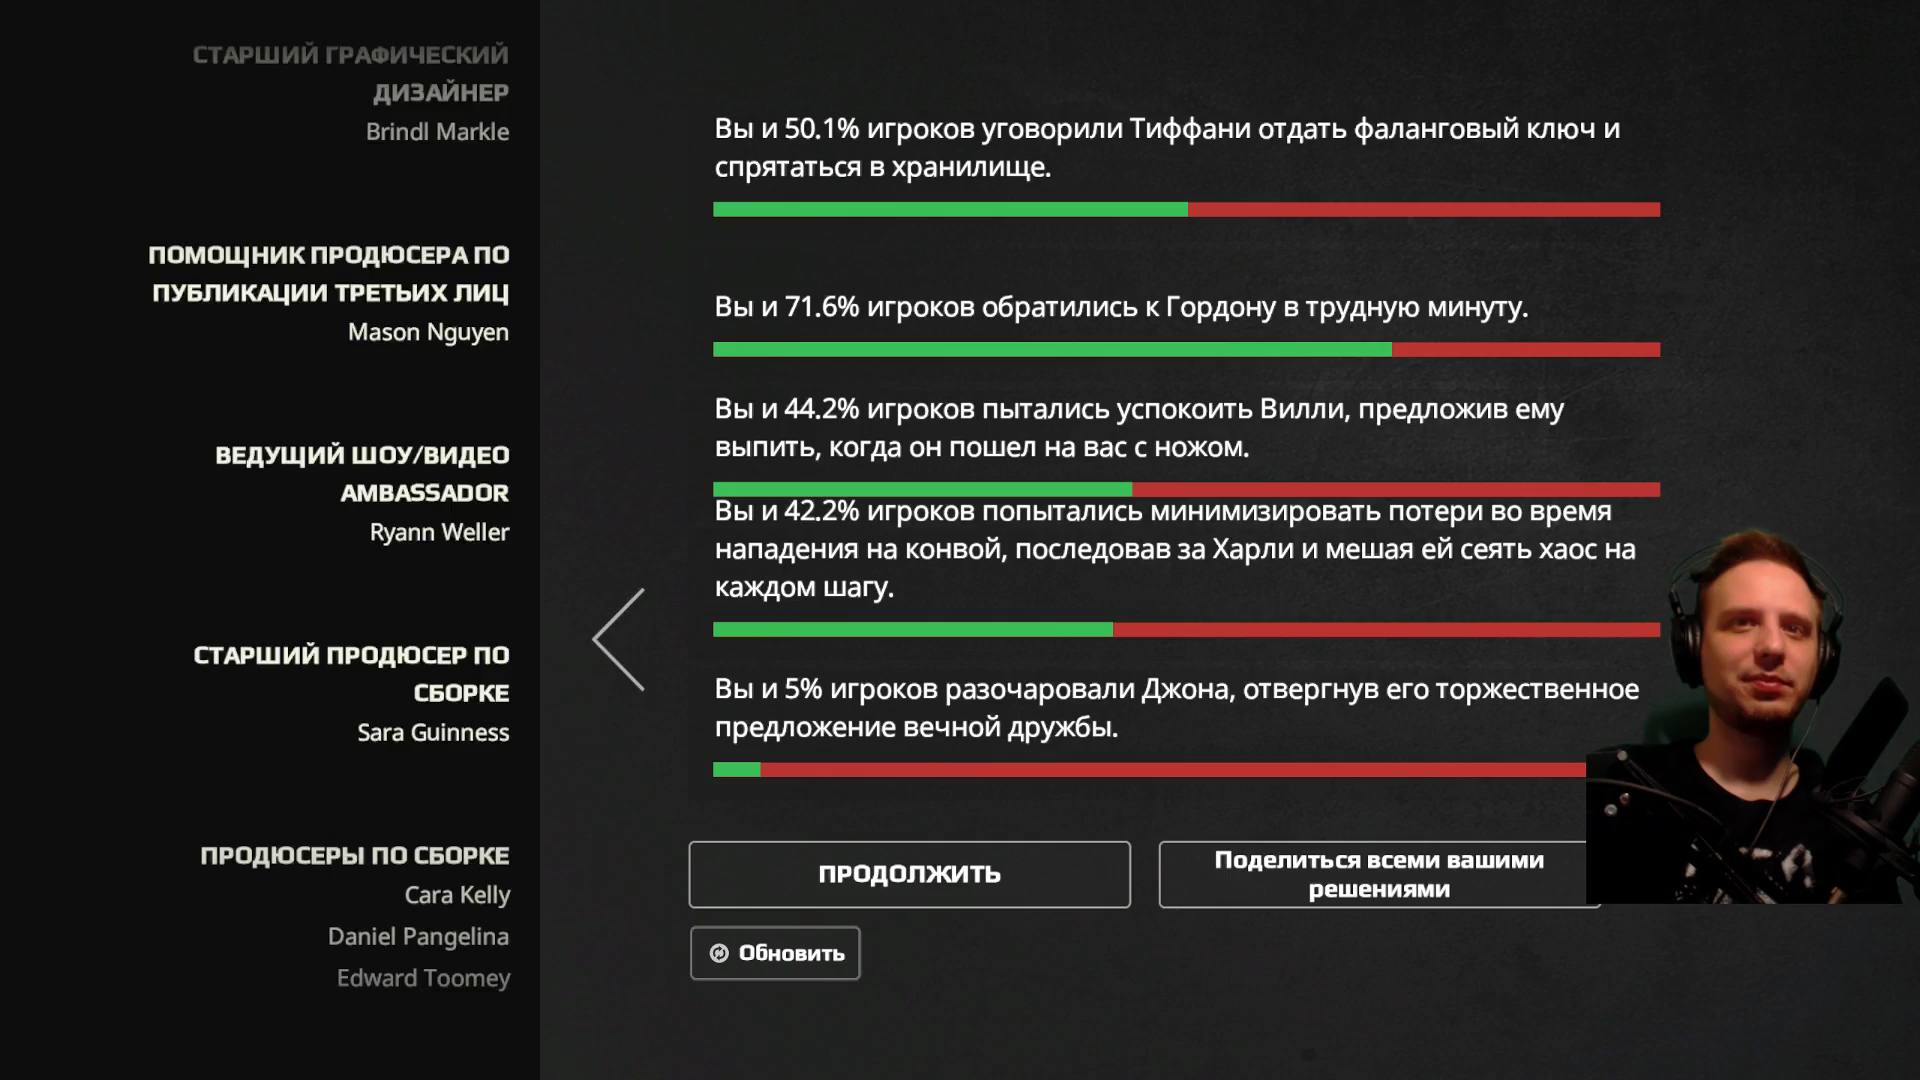 СТАРШИЙ ГРАФИЧЕСКИЙ
ДИЗАЙНЕР
Brindl Markle
ПОМОЩНИК ПРОДЮСЕРА ПО
ПУБЛИКАЦИИ ТРЕТЬИХ ЛИЦ
Mason Nguyen
ВЕДУЩИЙ ШОУ/ВИДЕО
AMBASSADOR
Ryann Weller
СТАРШИЙ ПРОДЮСЕР ПО
СБОРКЕ
Sara Guinness
ПРОДЮСЕРЫ ПО СБОРКЕ
Cara Kelly
Daniel Pangelina
Edward Toomey
Вы и 50.1% игроков уговорили Тиффани отдать фаланговый ключ и
спрятаться в хранилище.
Вы и 71.6% игроков обратились к Гордону в трудную минуту.
Вы и 44.2% игроков пытались успокоить Вилли, предложив ему
выпить, когда он пошел на вас с ножом.
Вы и 42.2% игроков попытались минимизировать потери во время
нападения на конвой, последовав за Харли и мешая ей сеять хаос на
каждом шагу.
Вы и 5% игроков разочаровали Джона, отвергнув его торжественное
предложение вечной дружбы.
ПРОДОЛЖИТЬ
Поделиться всеми вашими
решениями
Обновить